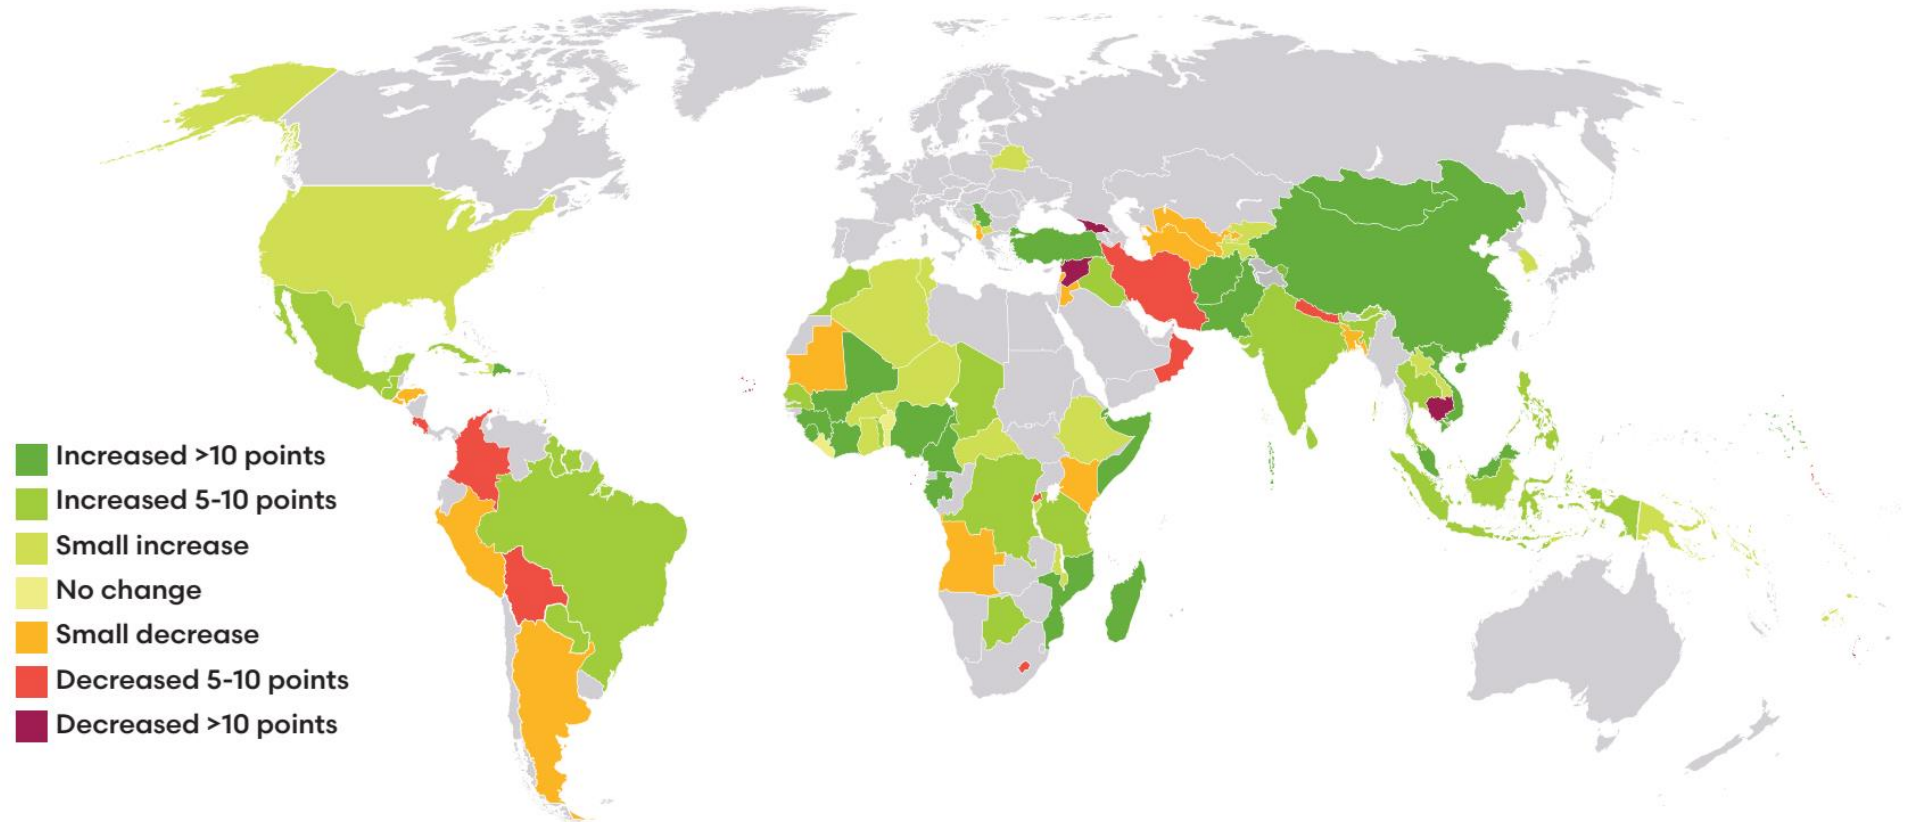 Increased >10 points
Increased 5-10 points
Small increase
No change
Small decrease
Decreased 5-10 points
Decreased >10 points